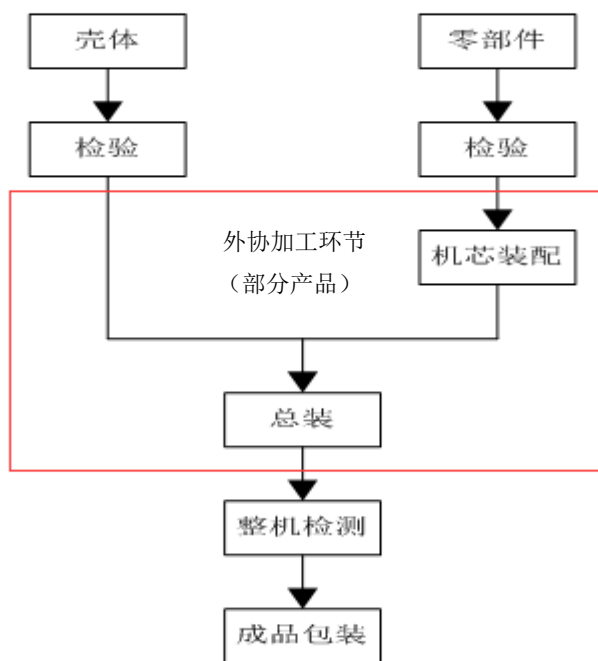 壳体
零部件
检验
检验
外协加工环节
（部分产品）
机芯装配
总装
整机检测
成品包装